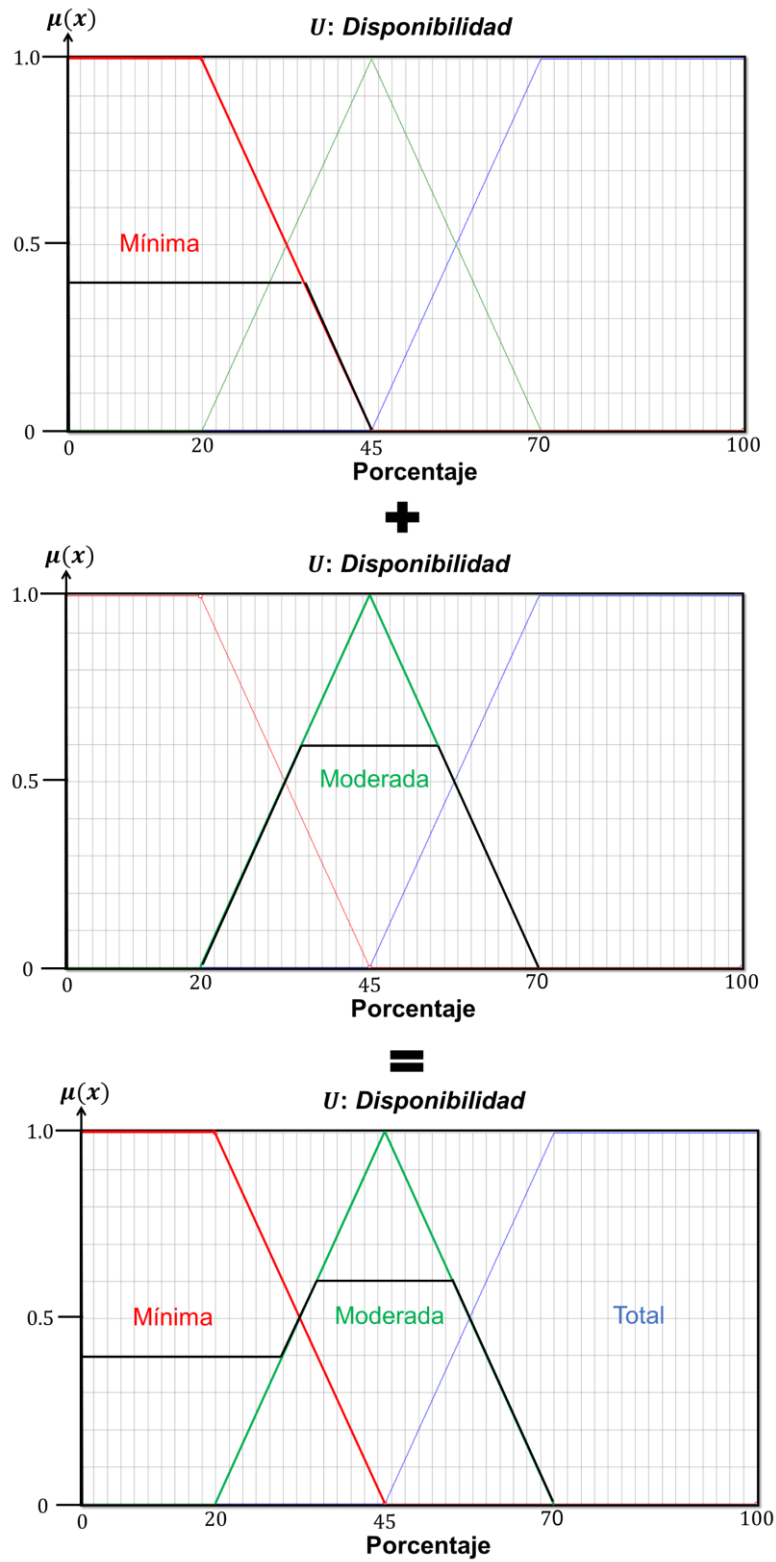 μ(x)
U: Disponibilidad
1.0
Mínima
0.5
0
0 20 45 70 100
Porcentaje
+
μ(x)
U: Disponibilidad
1.0
Moderada
0.5
0
0 20 45 70 100
Porcentaje
=
μ(x)
U: Disponibilidad
1.0
0.5 Mínima Moderada Total
0
0 20 45 70 100
Porcentaje